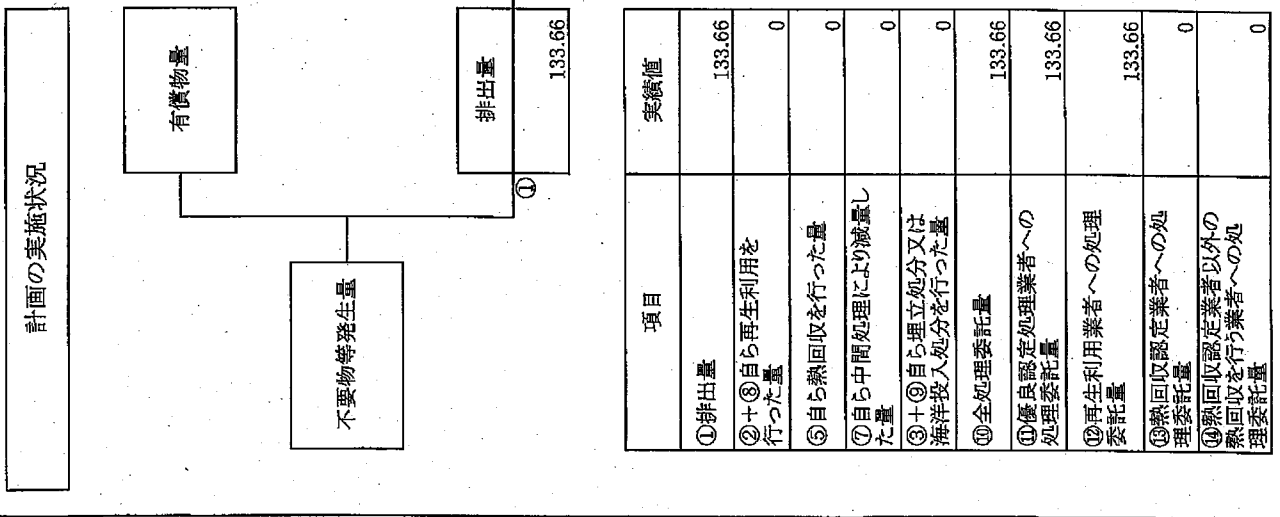 計画の実施状況
有償物量
不要物等発生量
排出量
①
133.66
項目
実績値
①排出量
133.66
②+⑧自ら再生利用を
行った量
0
⑤自ら熱回収を行った量
0
⑦自ら中間処理により減量し
た量
0
③+⑨自ら埋立処分又は
海洋投入処分を行った量
0
⑩全処理委託量
133.66
⑪優良認定処理業者への
処理委託量
133.66
⑫再生利用業者への処理
委託量
133.66
⑬熱回収認定業者への処
理委託量
0
⑭熱回収認定業者以外の
熱回収を行う業者への処
理委託量
0